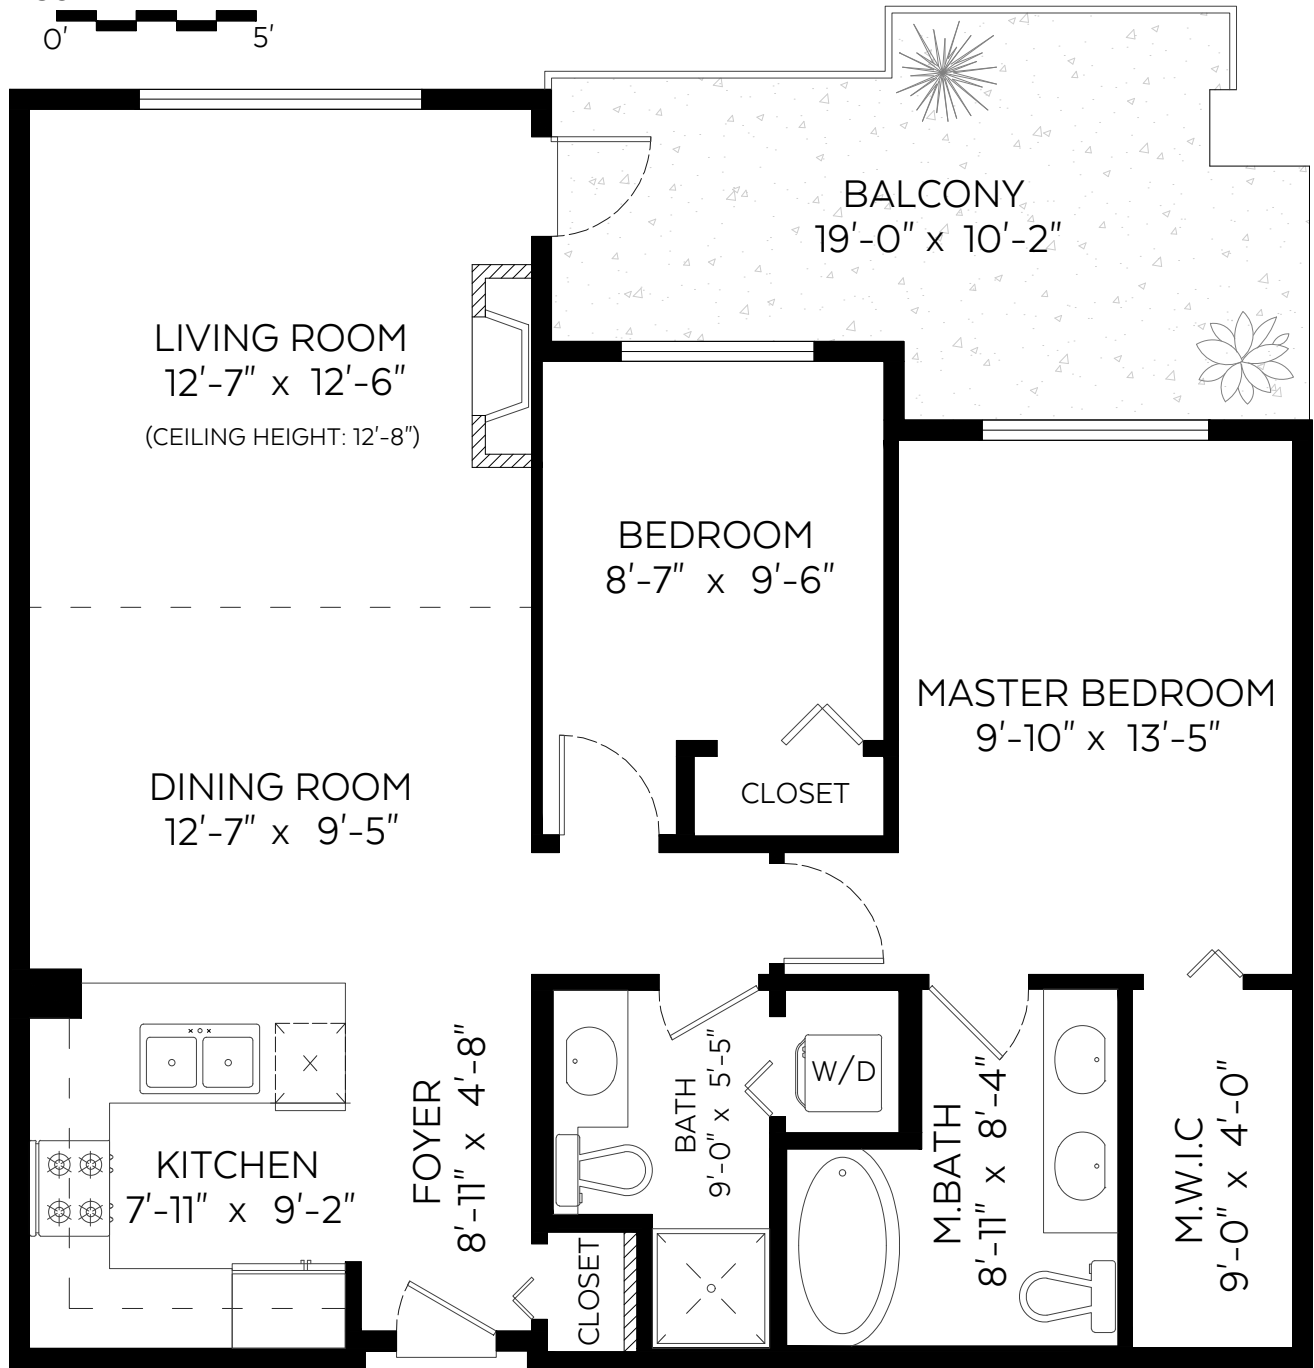 0' 5'
BALCONY
19'-0" x 10'-2"
LIVING ROOM
12'-7" x 12'-6"
(CEILING HEIGHT: 12'-8")
BEDROOM
8'-7" x 9'-6"
MASTER BEDROOM
9'-10" x 13'-5"
DINING ROOM
12'-7" x 9'-5"
CLOSET
KITCHEN
7'-11" x 9'-2"
FOYER
8'-11" x 4'-8"
BATH
9'-0" x 5'-5"
W/D
M.BATH
8'-11" x 8'-4"
M.W.I.C
9'-0" x 4'-0"
CLOSET